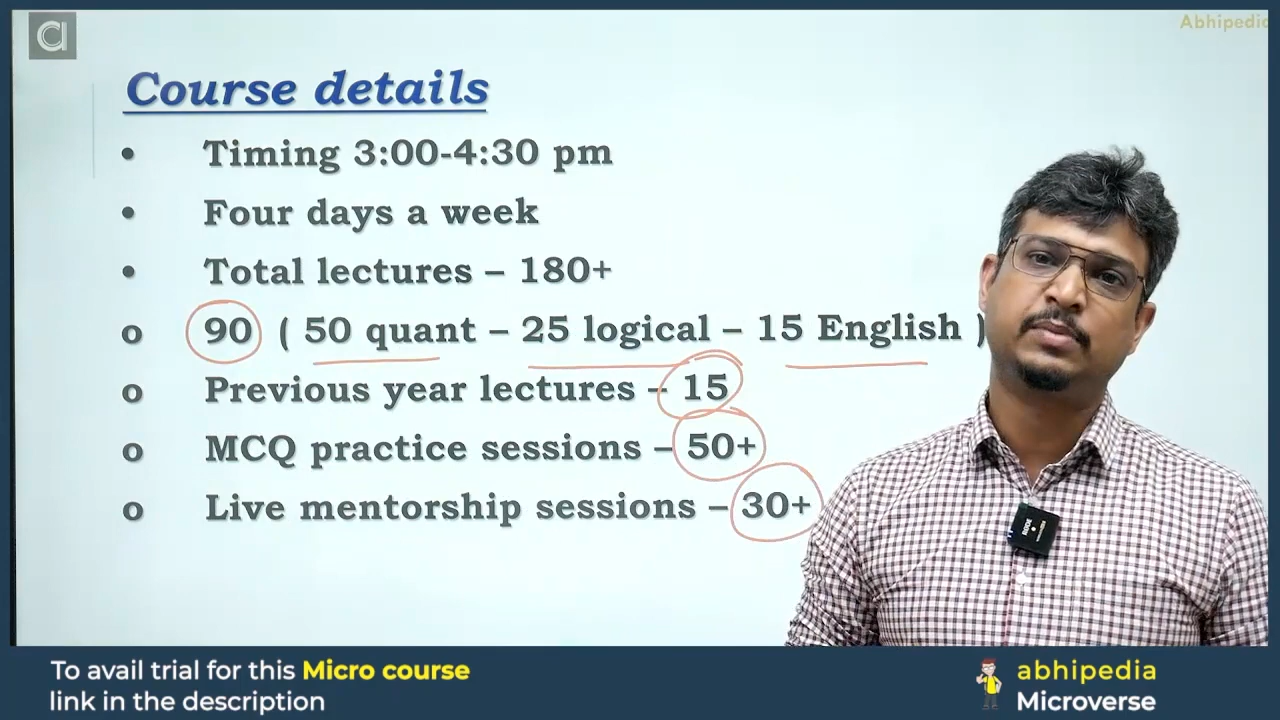 Abhipedia
Course details
• Timing 3:00-4:30 pm
• Four days a week
• Total lectures – 180+
o 90 ( 50 quant – 25 logical – 15 English )
o Previous year lectures – 15
o MCQ practice sessions – 50+
o Live mentorship sessions – 30+
To avail trial for this Micro course
link in the description
abhipedia
Microverse